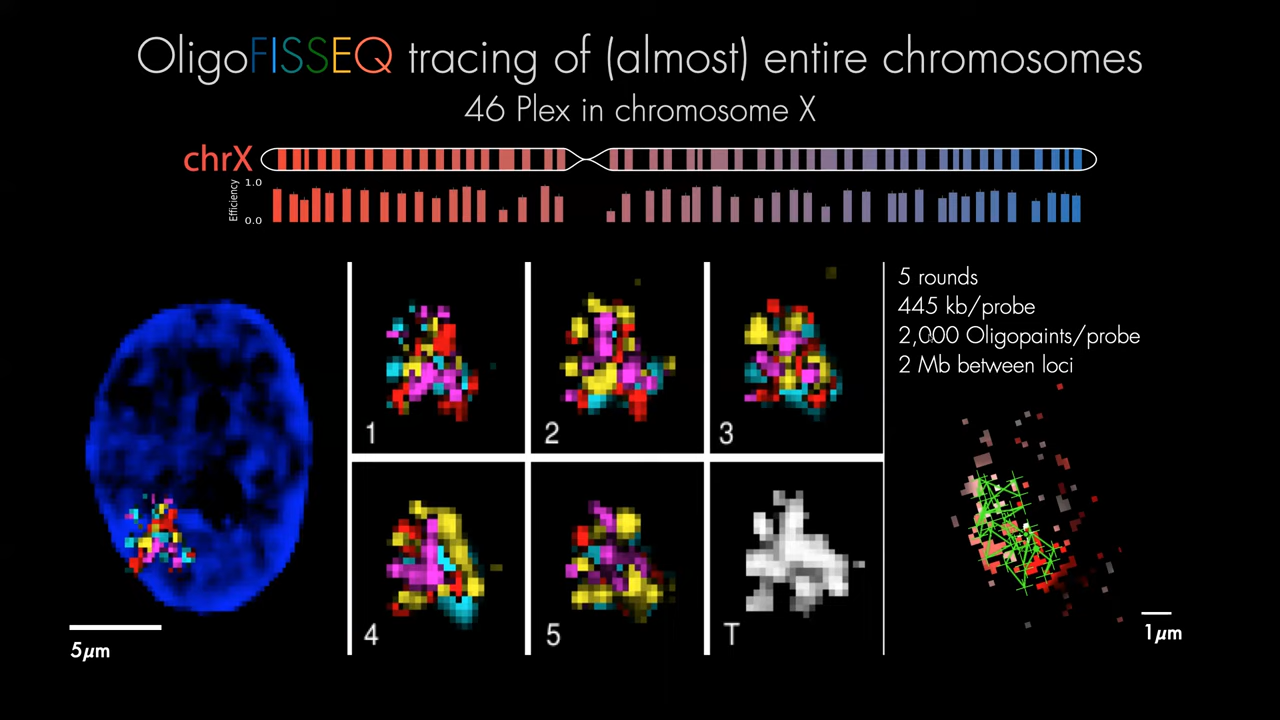 OligoFISSEQ tracing of (almost) entire chromosomes
46 Plex in chromosome X
chrX
Efficiency
1.0
0.0
5 rounds
445 kb/probe
2,000 Oligopaints/probe
2 Mb between loci
1
2
3
4
5
T
5μm
1μm